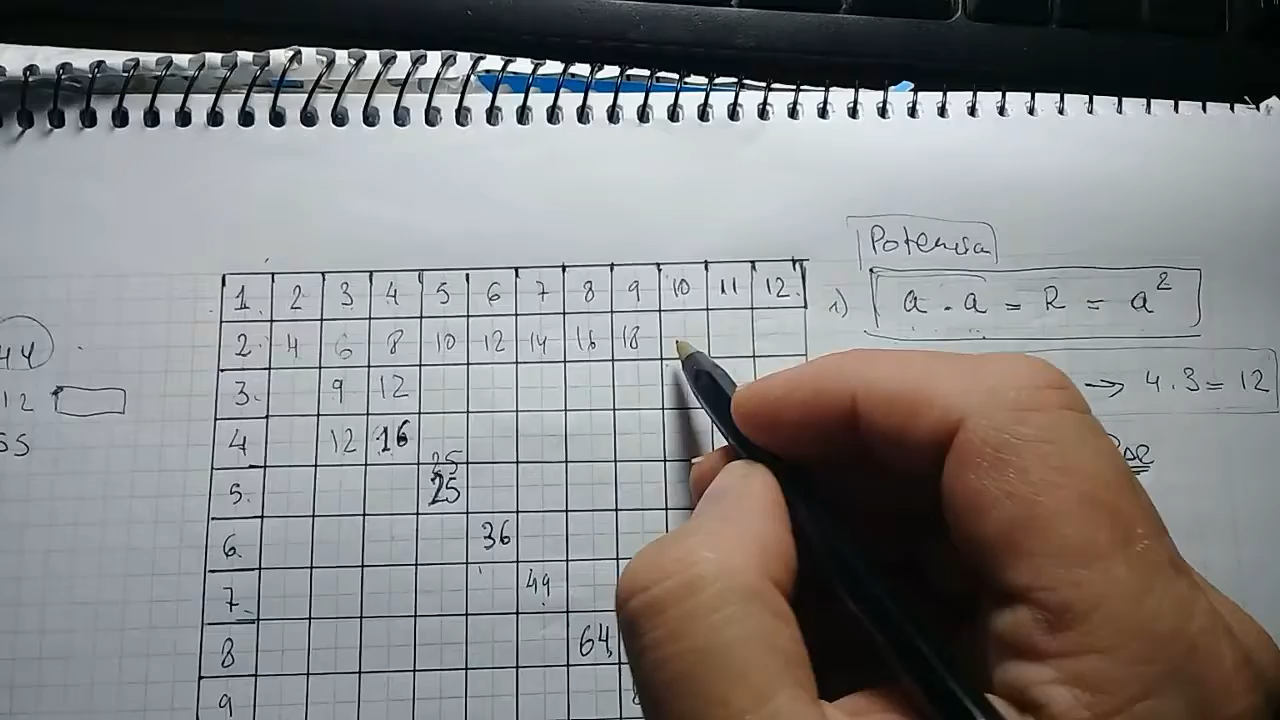 Potencia
1) a . a = R = a²
→ 4.3 = 12
44
12
55
1. 2 3. 4 5 6 7 8 9 10 11 12.
2. 4 6 8 10 12 14 16 18
3. 9 12
4 12 16
25
5. 25
6. 36
7. 49
8 64
9